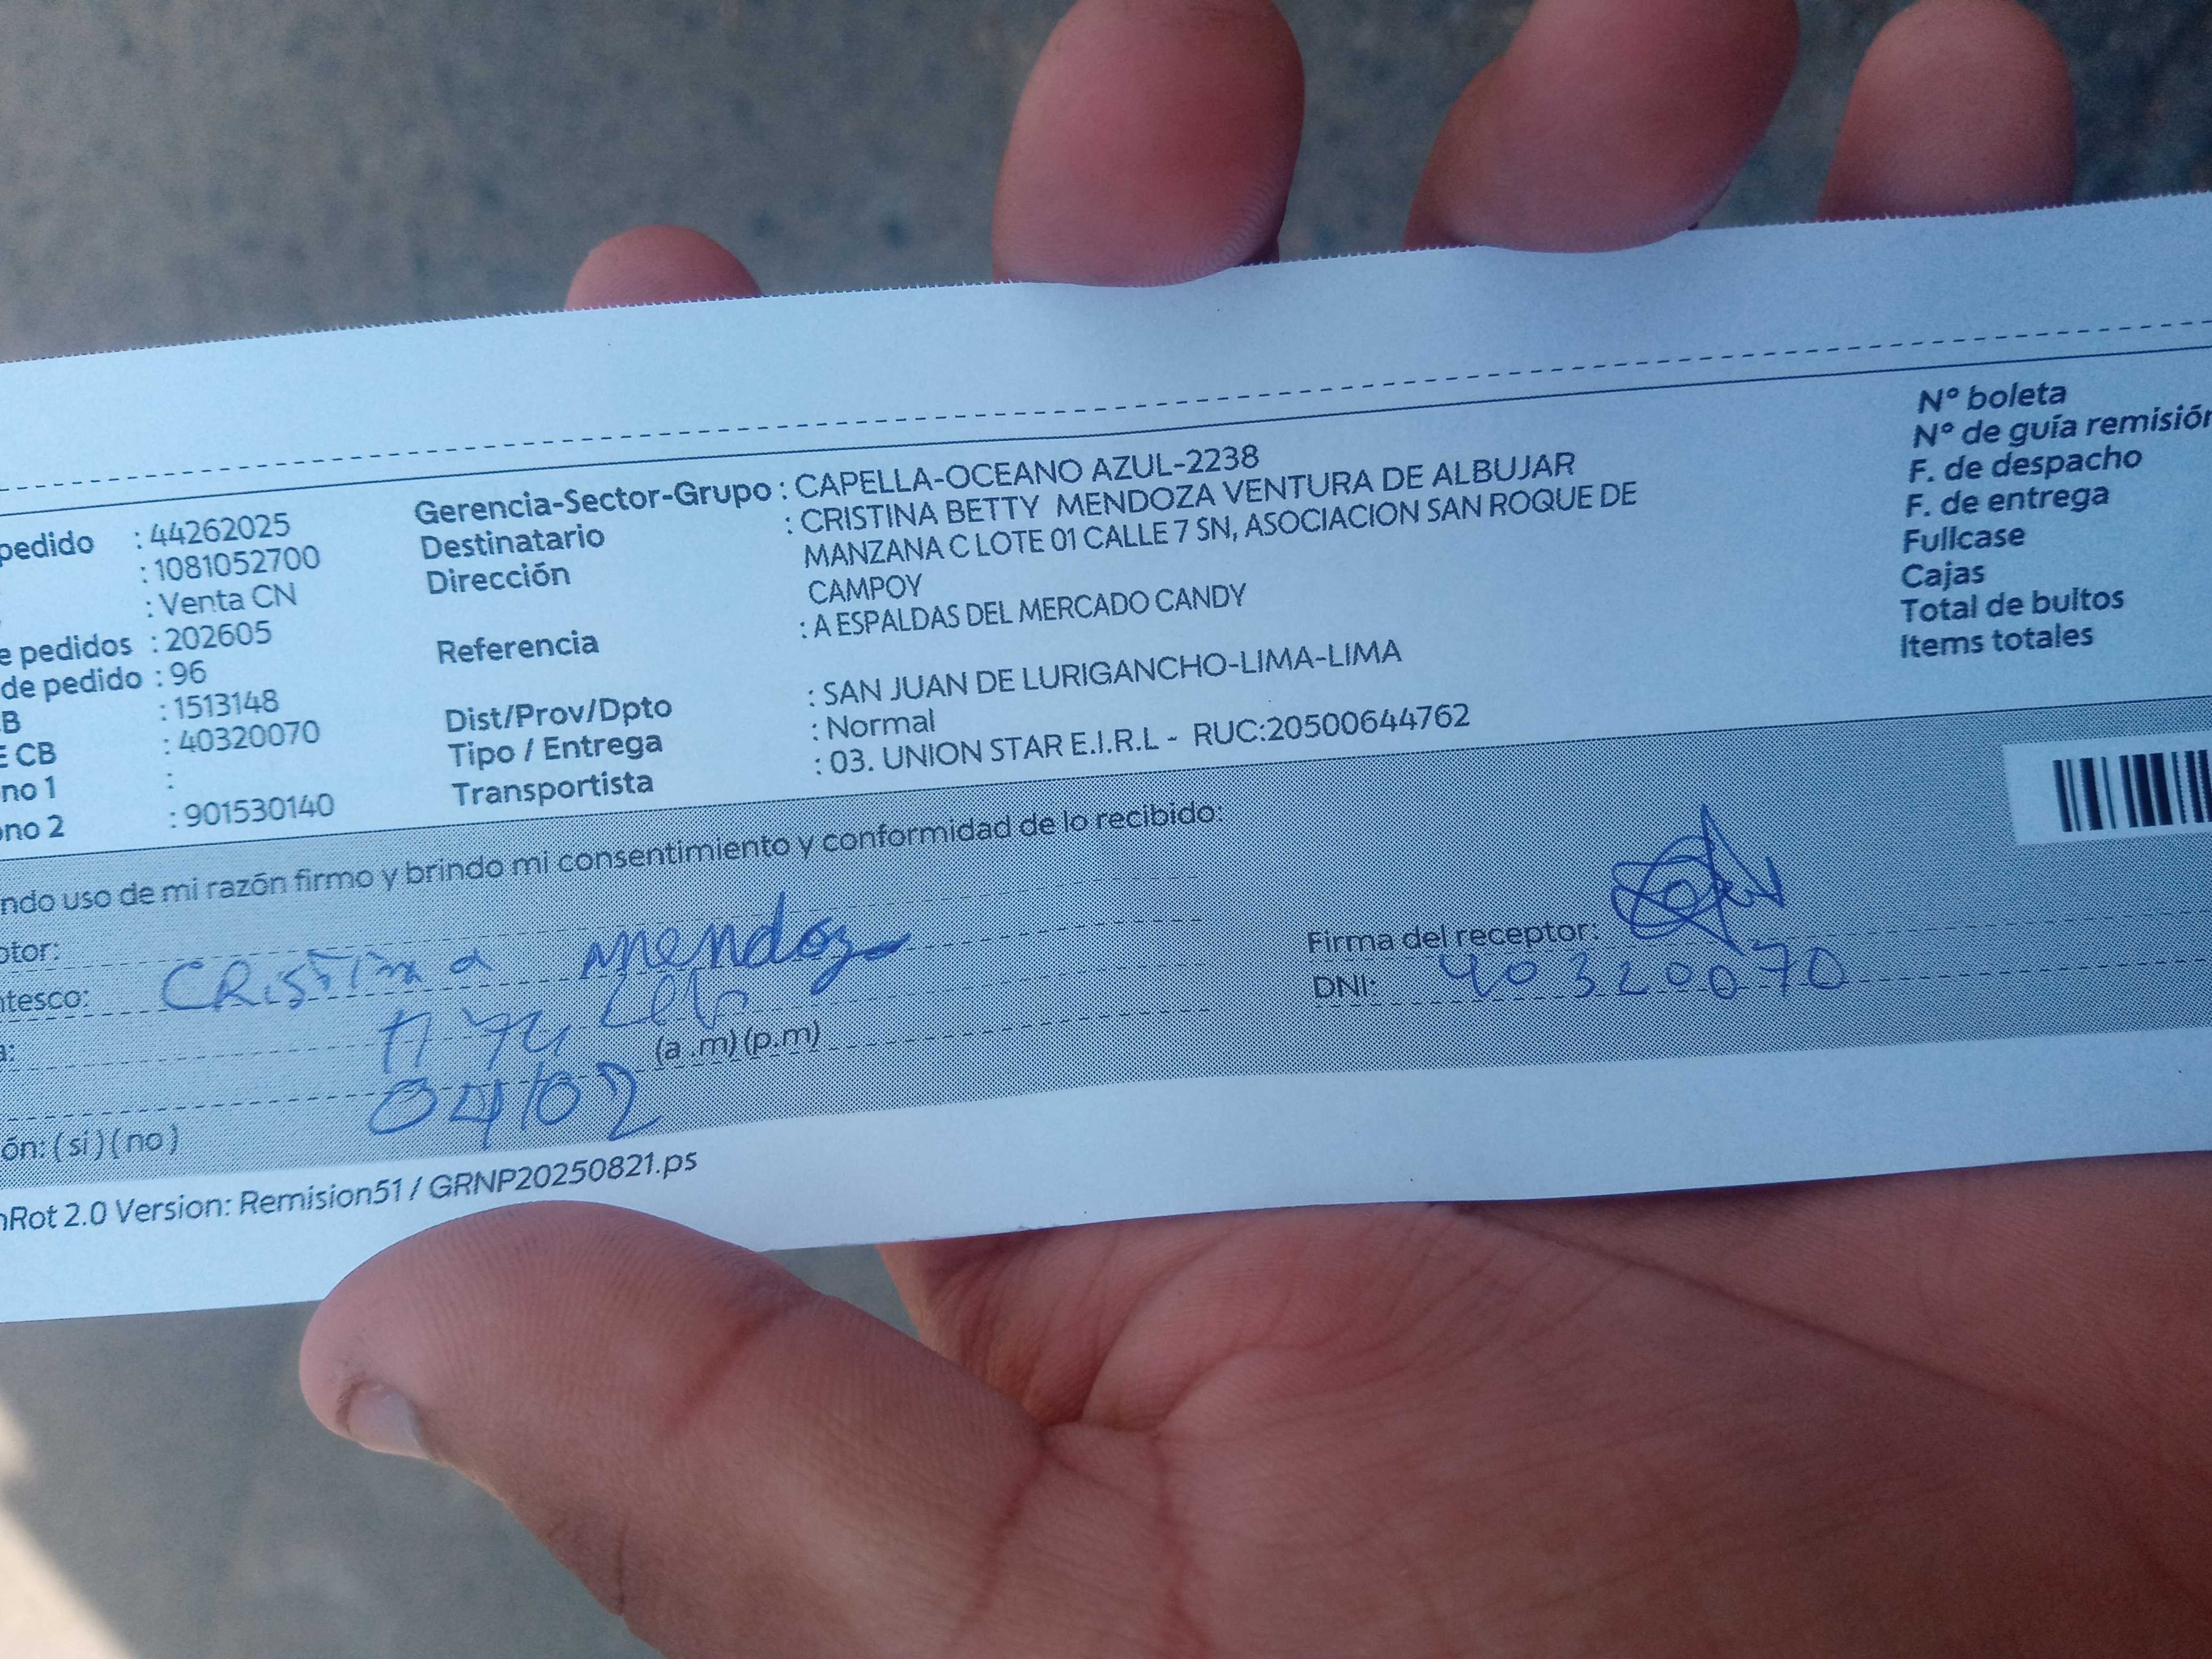 pedido : 44262025
: 1081052700
: Venta CN
e pedidos : 202605
de pedido : 96
B : 1513148
E CB : 40320070
no 1 :
no 2 : 901530140
Gerencia-Sector-Grupo : CAPELLA-OCEANO AZUL-2238
Destinatario : CRISTINA BETTY MENDOZA VENTURA DE ALBUJAR
Dirección MANZANA C LOTE 01 CALLE 7 SN, ASOCIACION SAN ROQUE DE
CAMPOY
Referencia : A ESPALDAS DEL MERCADO CANDY
Dist/Prov/Dpto : SAN JUAN DE LURIGANCHO-LIMA-LIMA
Tipo / Entrega : Normal
Transportista : 03. UNION STAR E.I.R.L - RUC:20500644762
N° boleta
N° de guía remisión
F. de despacho
F. de entrega
Fullcase
Cajas
Total de bultos
Items totales
ndo uso de mi razón firmo y brindo mi consentimiento y conformidad de lo recibido:
ptor: Cristina Mendoza
ntesco:
a: (a .m) (p.m)
04/02
Firma del receptor:
DNI: 40320070
ón: ( si ) ( no )
nRot 2.0 Version: Remision51 / GRNP20250821.ps